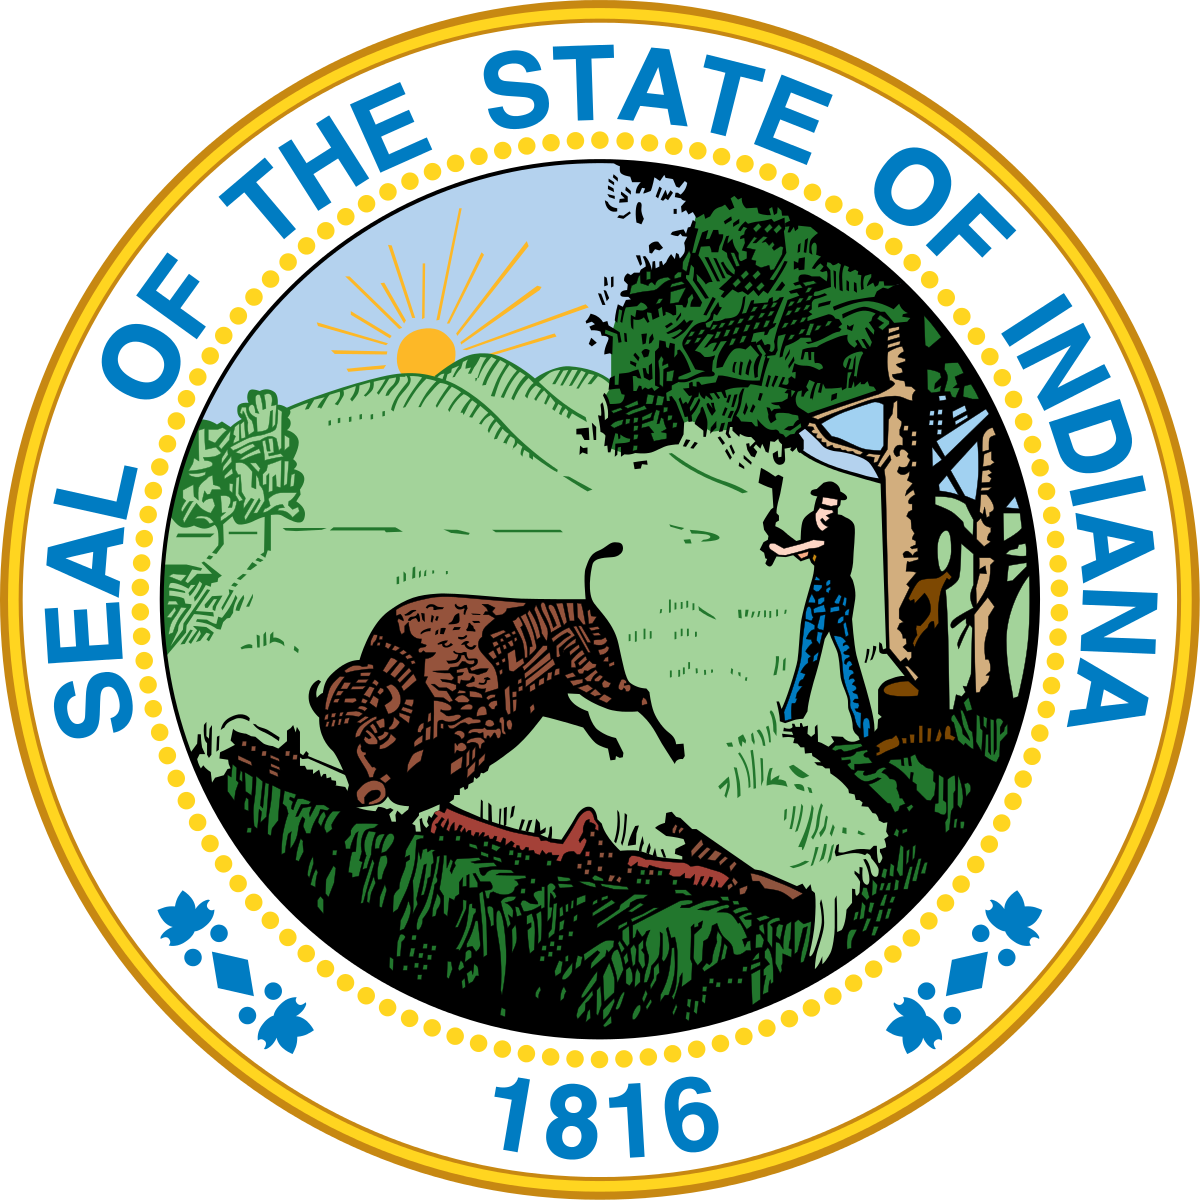 SEAL OF THE STATE OF INDIANA
1816